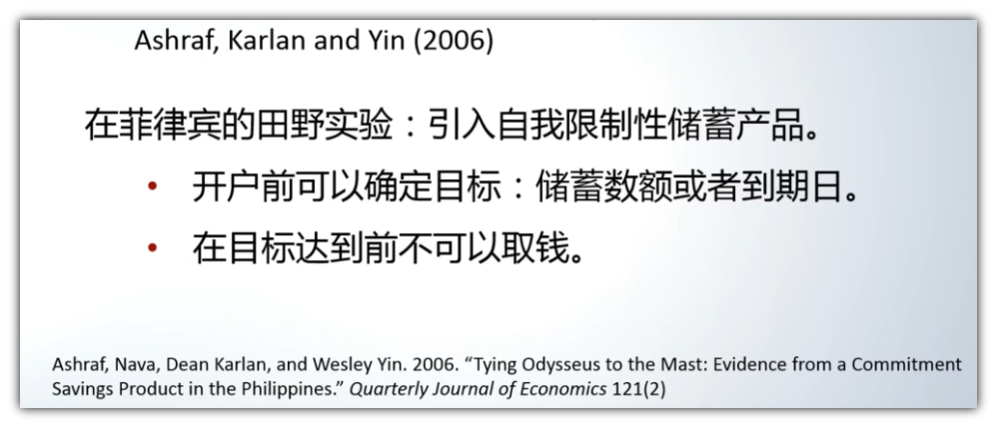 Ashraf, Karlan and Yin (2006)
在菲律宾的田野实验：引入自我限制性储蓄产品。
• 开户前可以确定目标：储蓄数额或者到期日。
• 在目标达到前不可以取钱。
Ashraf, Nava, Dean Karlan, and Wesley Yin. 2006. “Tying Odysseus to the Mast: Evidence from a Commitment
Savings Product in the Philippines.” Quarterly Journal of Economics 121(2)